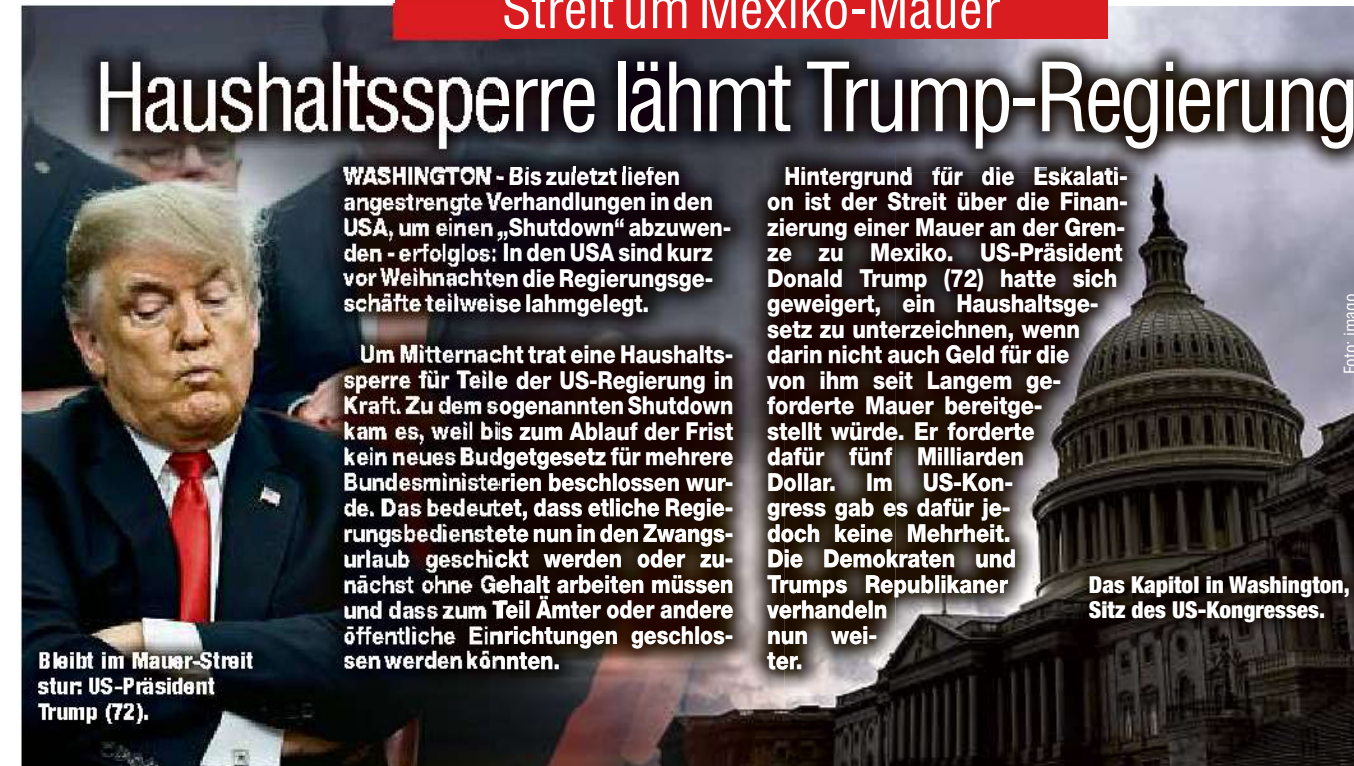 Streit um Mexiko-Mauer
Haushaltssperre lähmt Trump-Regierung
WASHINGTON - Bis zuletzt liefen
angestrengte Verhandlungen in den
USA, um einen „Shutdown“ abzuwen-
den - erfolglos: In den USA sind kurz
vor Weihnachten die Regierungsge-
schäfte teilweise lahmgelegt.
Um Mitternacht trat eine Haushalts-
sperre für Teile der US-Regierung in
Kraft. Zu dem sogenannten Shutdown
kam es, weil bis zum Ablauf der Frist
kein neues Budgetgesetz für mehrere
Bundesministerien beschlossen wur-
de. Das bedeutet, dass etliche Regie-
rungsbedienstete nun in den Zwangs-
urlaub geschickt werden oder zu-
nächst ohne Gehalt arbeiten müssen
und dass zum Teil Ämter oder andere
öffentliche Einrichtungen geschlos-
sen werden könnten.
Hintergrund für die Eskalati-
on ist der Streit über die Finan-
zierung einer Mauer an der Gren-
ze zu Mexiko. US-Präsident
Donald Trump (72) hatte sich
geweigert, ein Haushaltsge-
setz zu unterzeichnen, wenn
darin nicht auch Geld für die
von ihm seit Langem ge-
forderte Mauer bereitge-
stellt würde. Er forderte
dafür fünf Milliarden
Dollar. Im US-Kon-
gress gab es dafür je-
doch keine Mehrheit.
Die Demokraten und
Trumps Republikaner
verhandeln
nun wei-
ter.
Bleibt im Mauer-Streit
stur: US-Präsident
Trump (72).
Das Kapitol in Washington,
Sitz des US-Kongresses.
Foto: imago